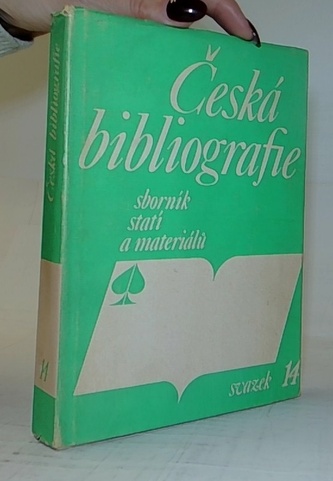 Česká
bibliografie
sborník
statí
a materiálů
svazek 14
Česká bibliografie
14